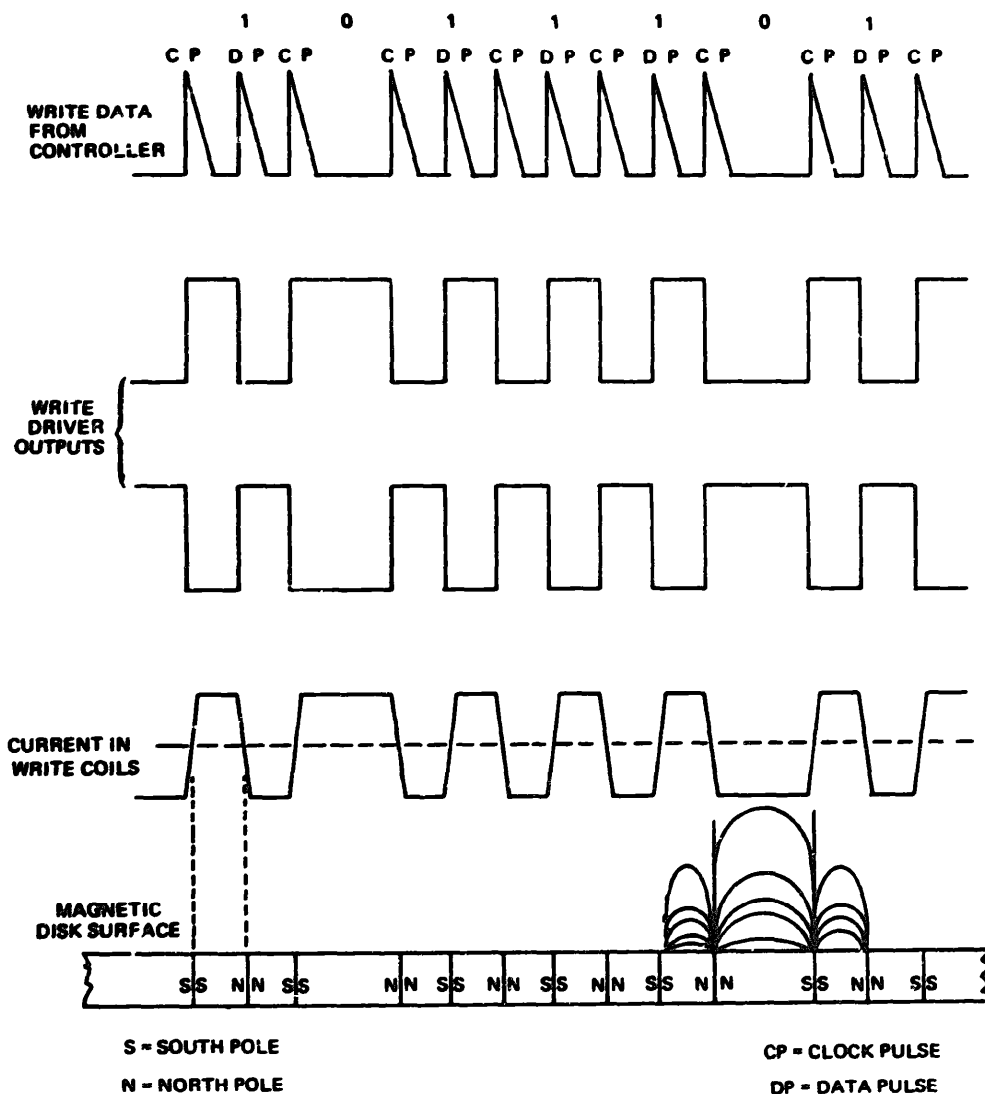 1 0 1 1 1 0 1
C P D P C P C P D P C P D P C P D P C P C P D P C P
WRITE DATA
FROM
CONTROLLER
WRITE
DRIVER
OUTPUTS
CURRENT IN
WRITE COILS
MAGNETIC
DISK SURFACE
S S N N S S N N S S N N S S N N S S N N S S N N S S
S = SOUTH POLE
CP = CLOCK PULSE
N = NORTH POLE
DP = DATA PULSE